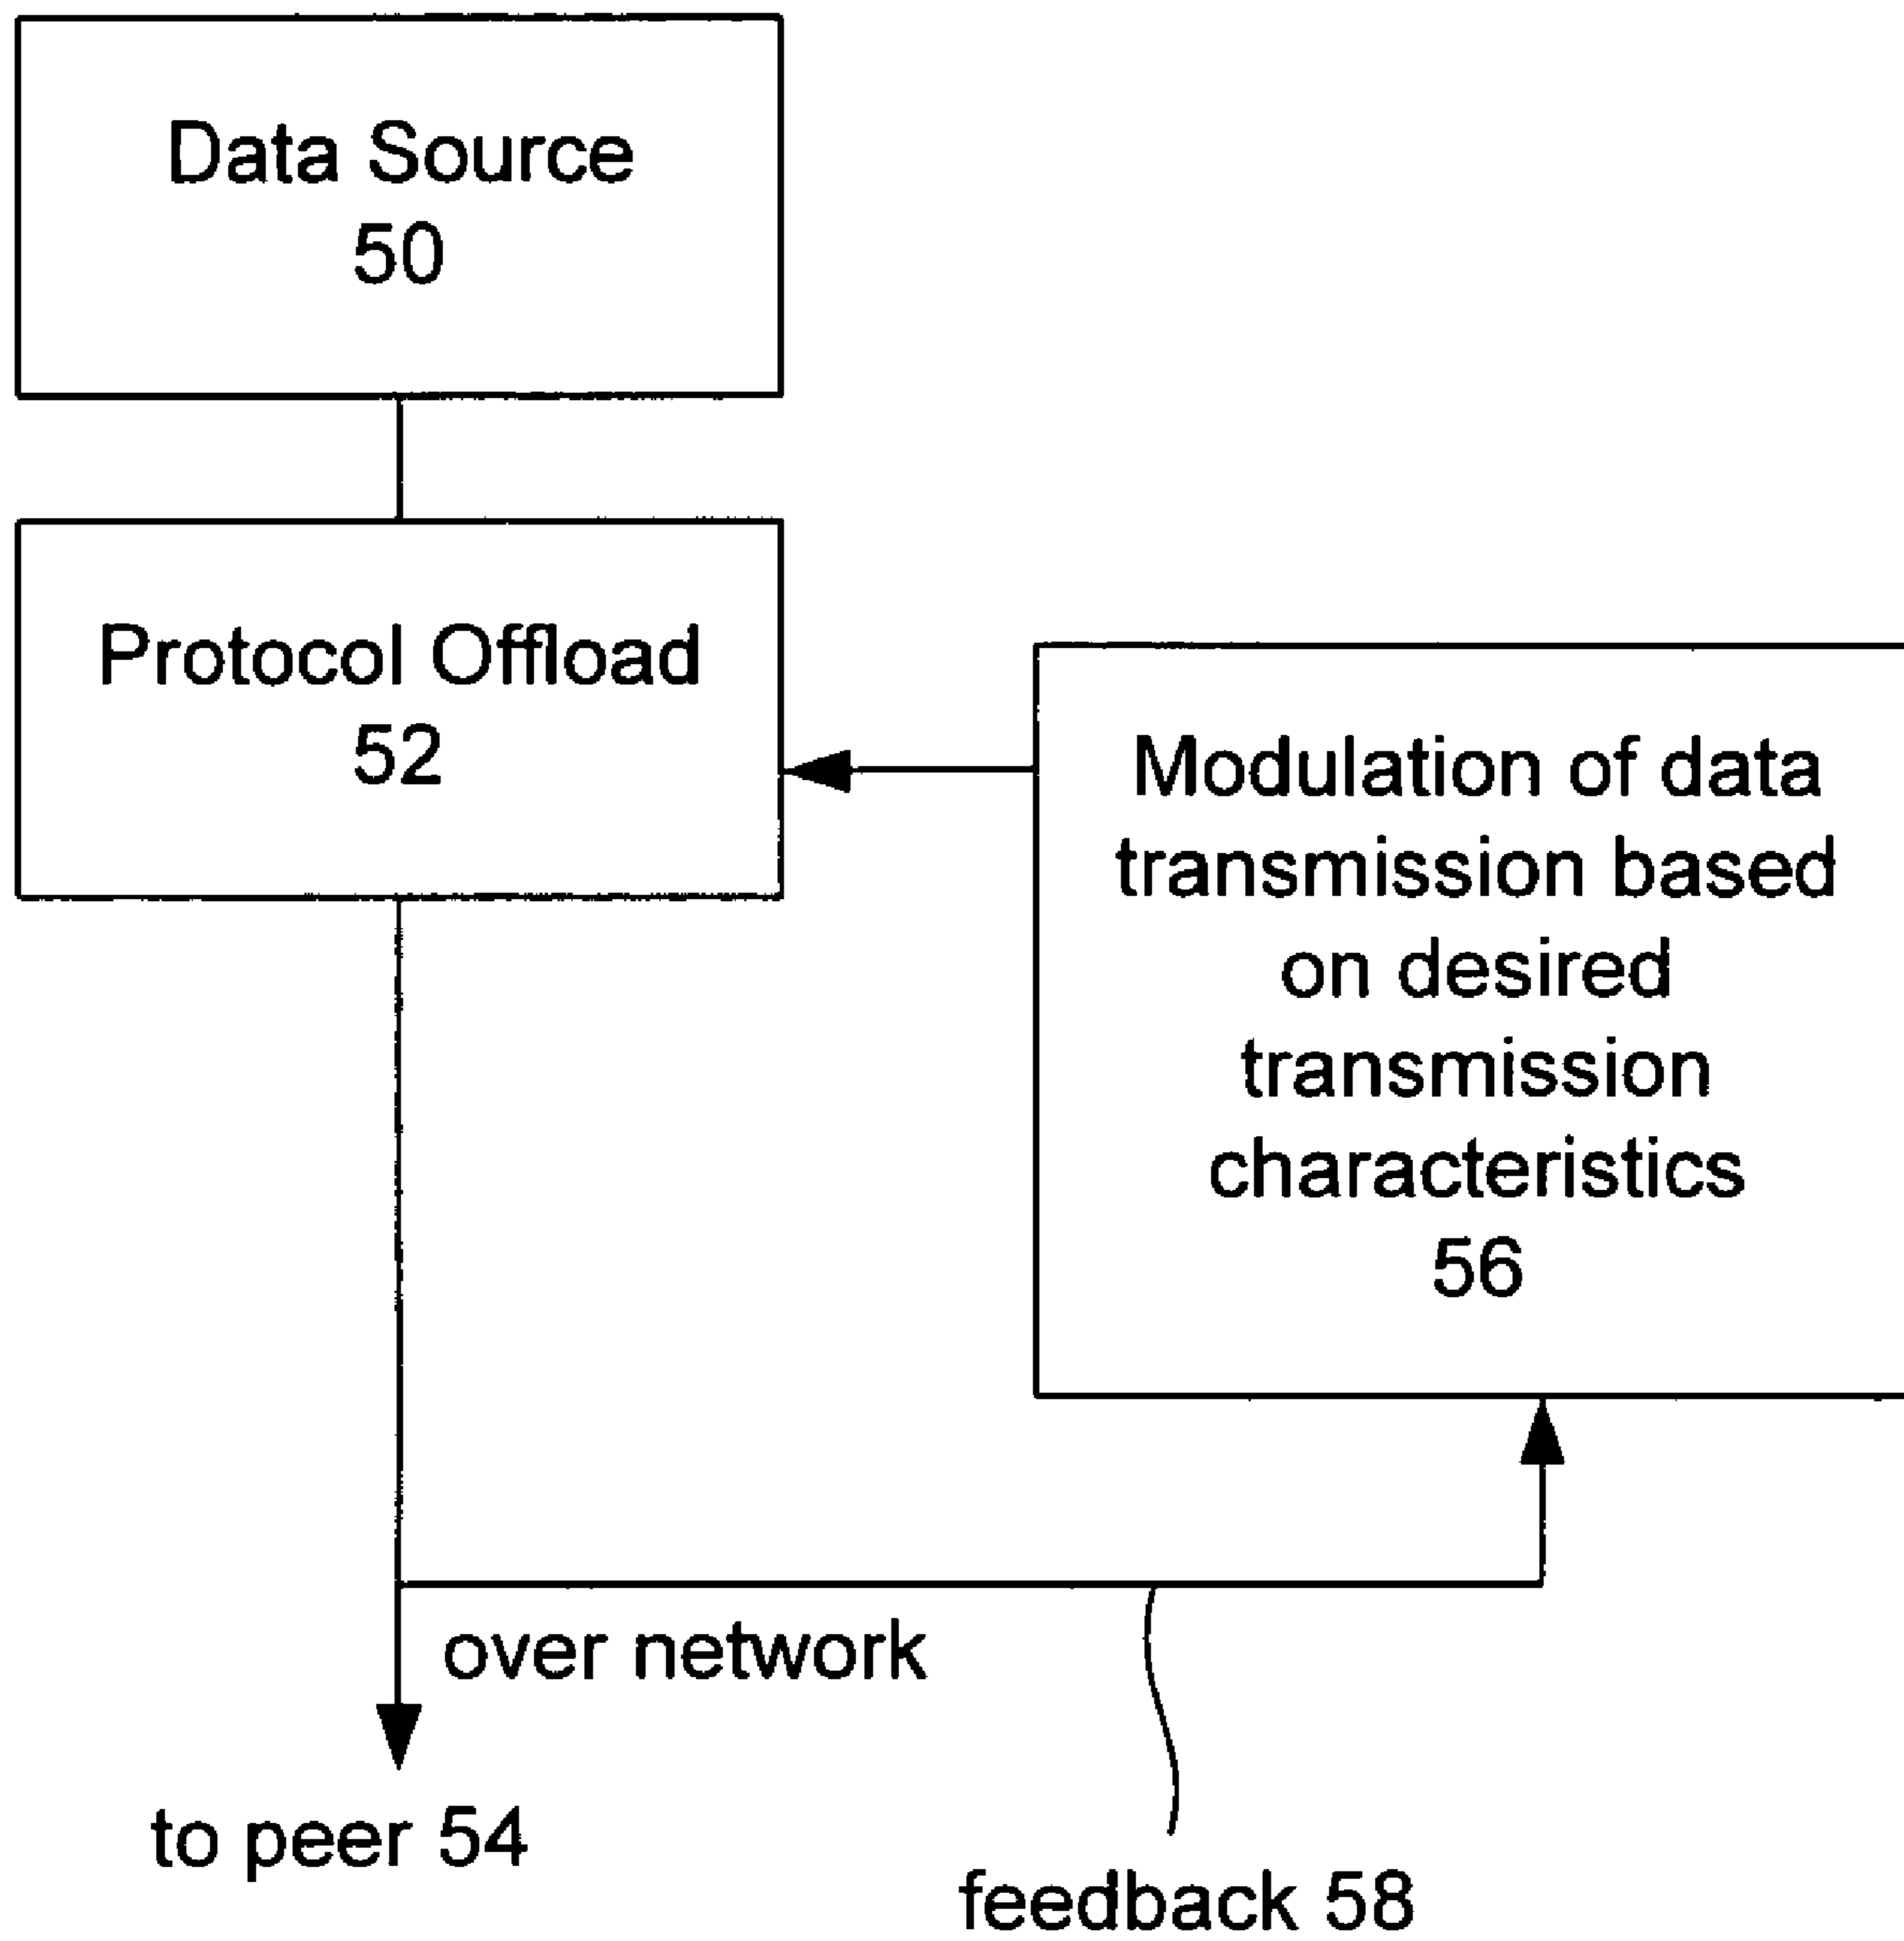 Data Source
50
Protocol Offload
52
Modulation of data
transmission based
on desired
transmission
characteristics
56
over network
to peer 54
feedback 58